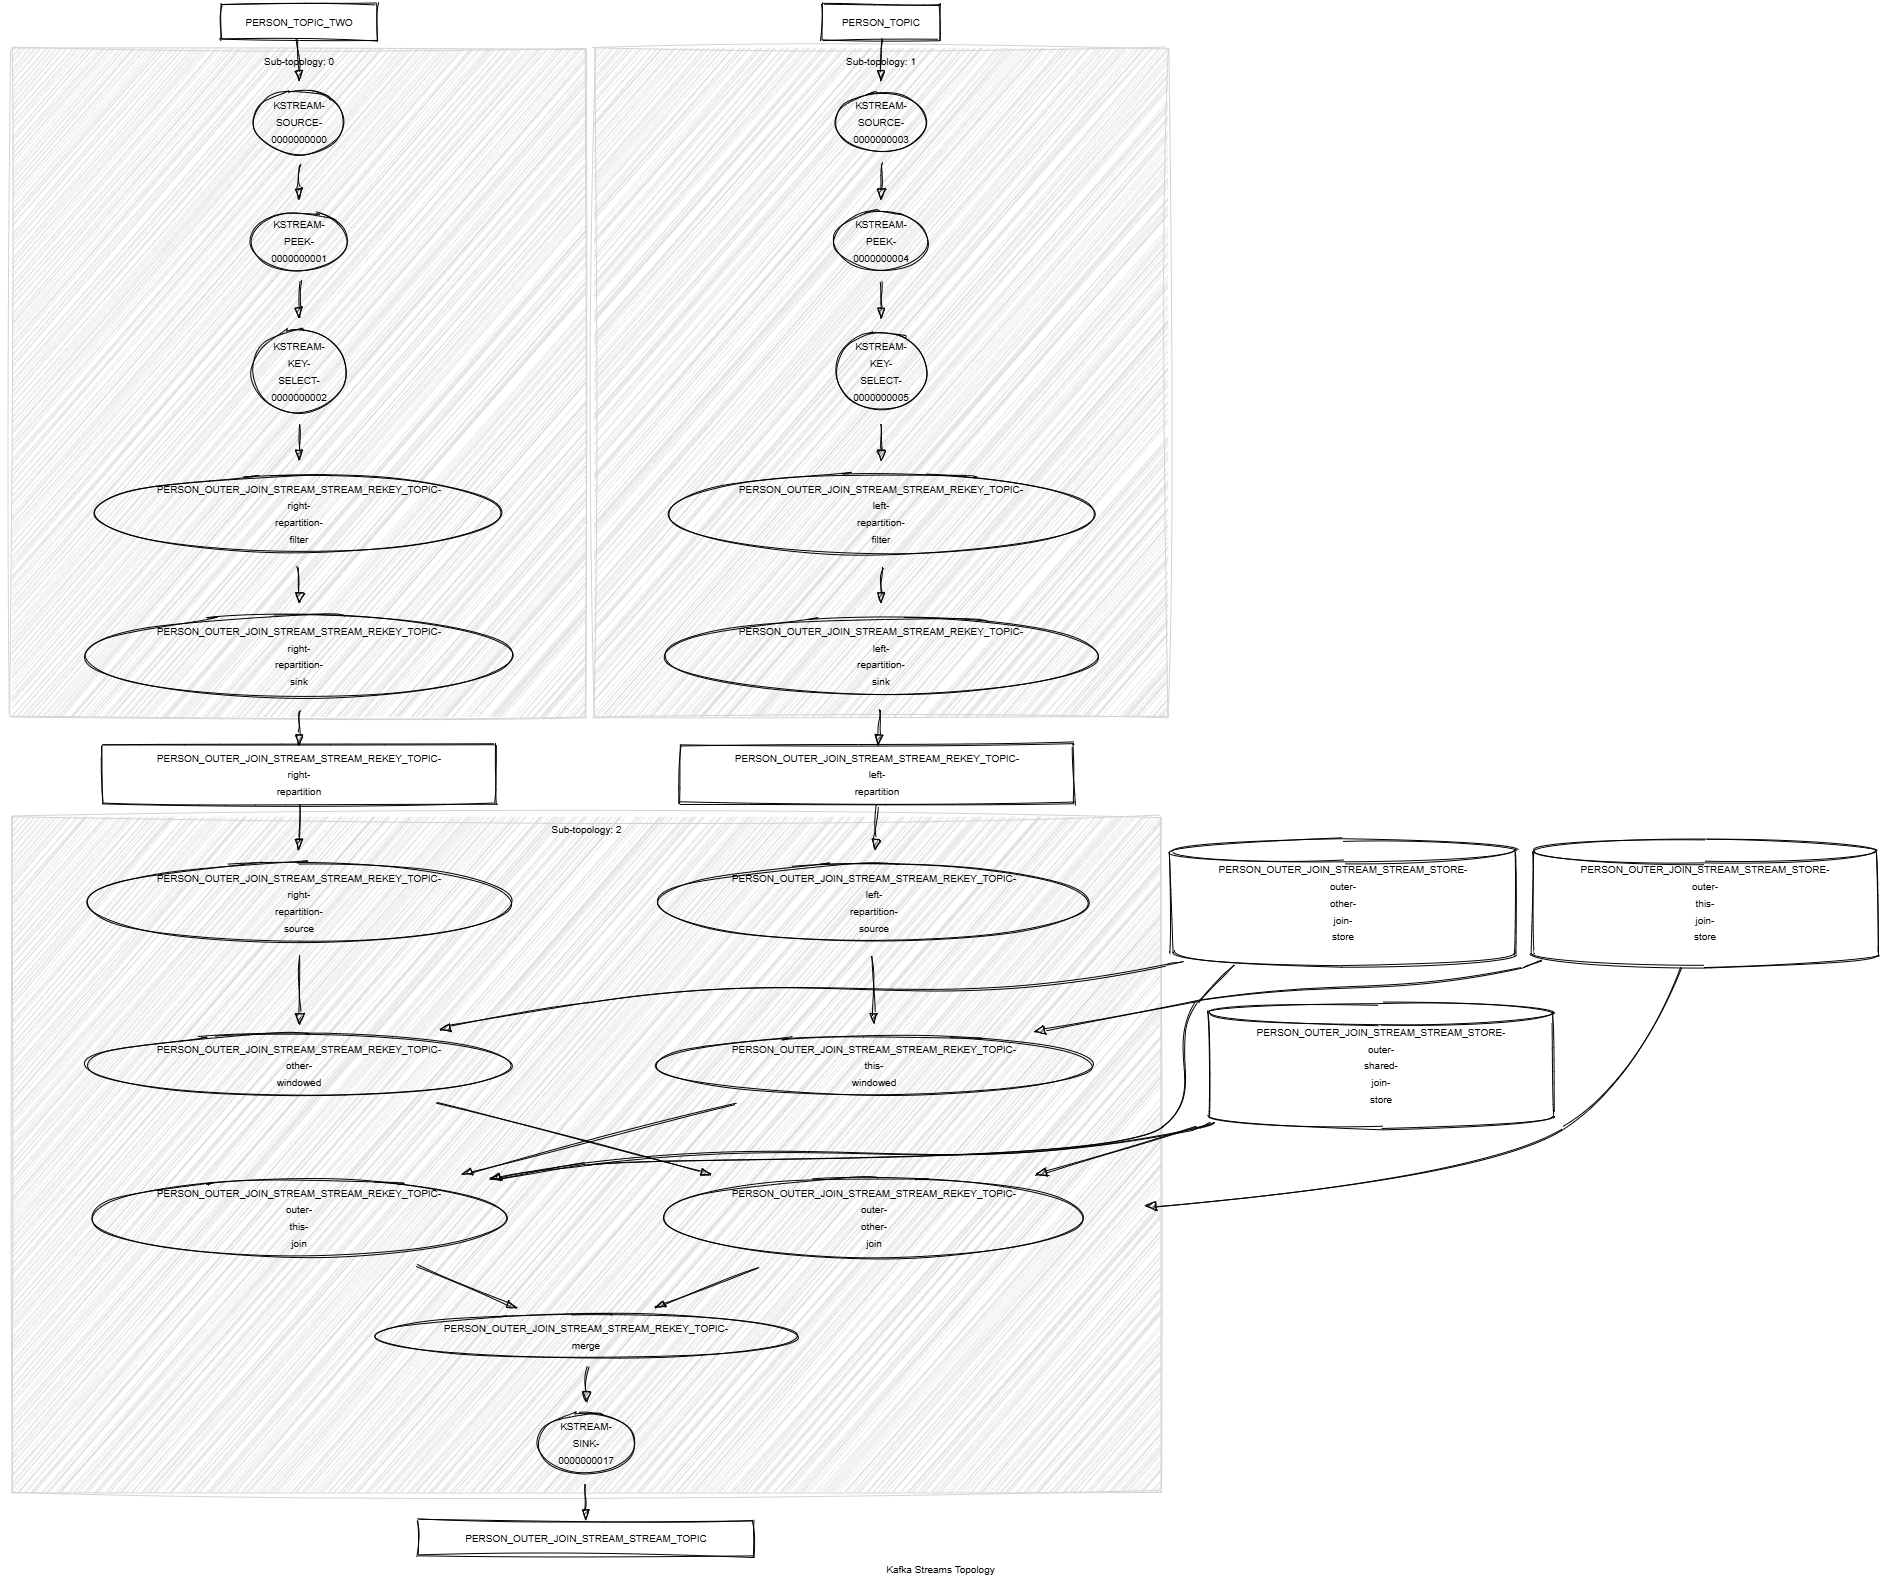 PERSON_TOPIC_TWO
PERSON_TOPIC
Sub-topology: 0
KSTREAM-
SOURCE-
0000000000
KSTREAM-
PEEK-
0000000001
KSTREAM-
KEY-
SELECT-
0000000002
PERSON_OUTER_JOIN_STREAM_STREAM_REKEY_TOPIC-
right-
repartition-
filter
PERSON_OUTER_JOIN_STREAM_STREAM_REKEY_TOPIC-
right-
repartition-
sink
Sub-topology: 1
KSTREAM-
SOURCE-
0000000003
KSTREAM-
PEEK-
0000000004
KSTREAM-
KEY-
SELECT-
0000000005
PERSON_OUTER_JOIN_STREAM_STREAM_REKEY_TOPIC-
left-
repartition-
filter
PERSON_OUTER_JOIN_STREAM_STREAM_REKEY_TOPIC-
left-
repartition-
sink
PERSON_OUTER_JOIN_STREAM_STREAM_REKEY_TOPIC-
right-
repartition
PERSON_OUTER_JOIN_STREAM_STREAM_REKEY_TOPIC-
left-
repartition
Sub-topology: 2
PERSON_OUTER_JOIN_STREAM_STREAM_REKEY_TOPIC-
right-
repartition-
source
PERSON_OUTER_JOIN_STREAM_STREAM_REKEY_TOPIC-
left-
repartition-
source
PERSON_OUTER_JOIN_STREAM_STREAM_STORE-
outer-
other-
join-
store
PERSON_OUTER_JOIN_STREAM_STREAM_STORE-
outer-
this-
join-
store
PERSON_OUTER_JOIN_STREAM_STREAM_REKEY_TOPIC-
other-
windowed
PERSON_OUTER_JOIN_STREAM_STREAM_REKEY_TOPIC-
this-
windowed
PERSON_OUTER_JOIN_STREAM_STREAM_STORE-
outer-
shared-
join-
store
PERSON_OUTER_JOIN_STREAM_STREAM_REKEY_TOPIC-
outer-
this-
join
PERSON_OUTER_JOIN_STREAM_STREAM_REKEY_TOPIC-
outer-
other-
join
PERSON_OUTER_JOIN_STREAM_STREAM_REKEY_TOPIC-
merge
KSTREAM-
SINK-
0000000017
PERSON_OUTER_JOIN_STREAM_STREAM_TOPIC
Kafka Streams Topology